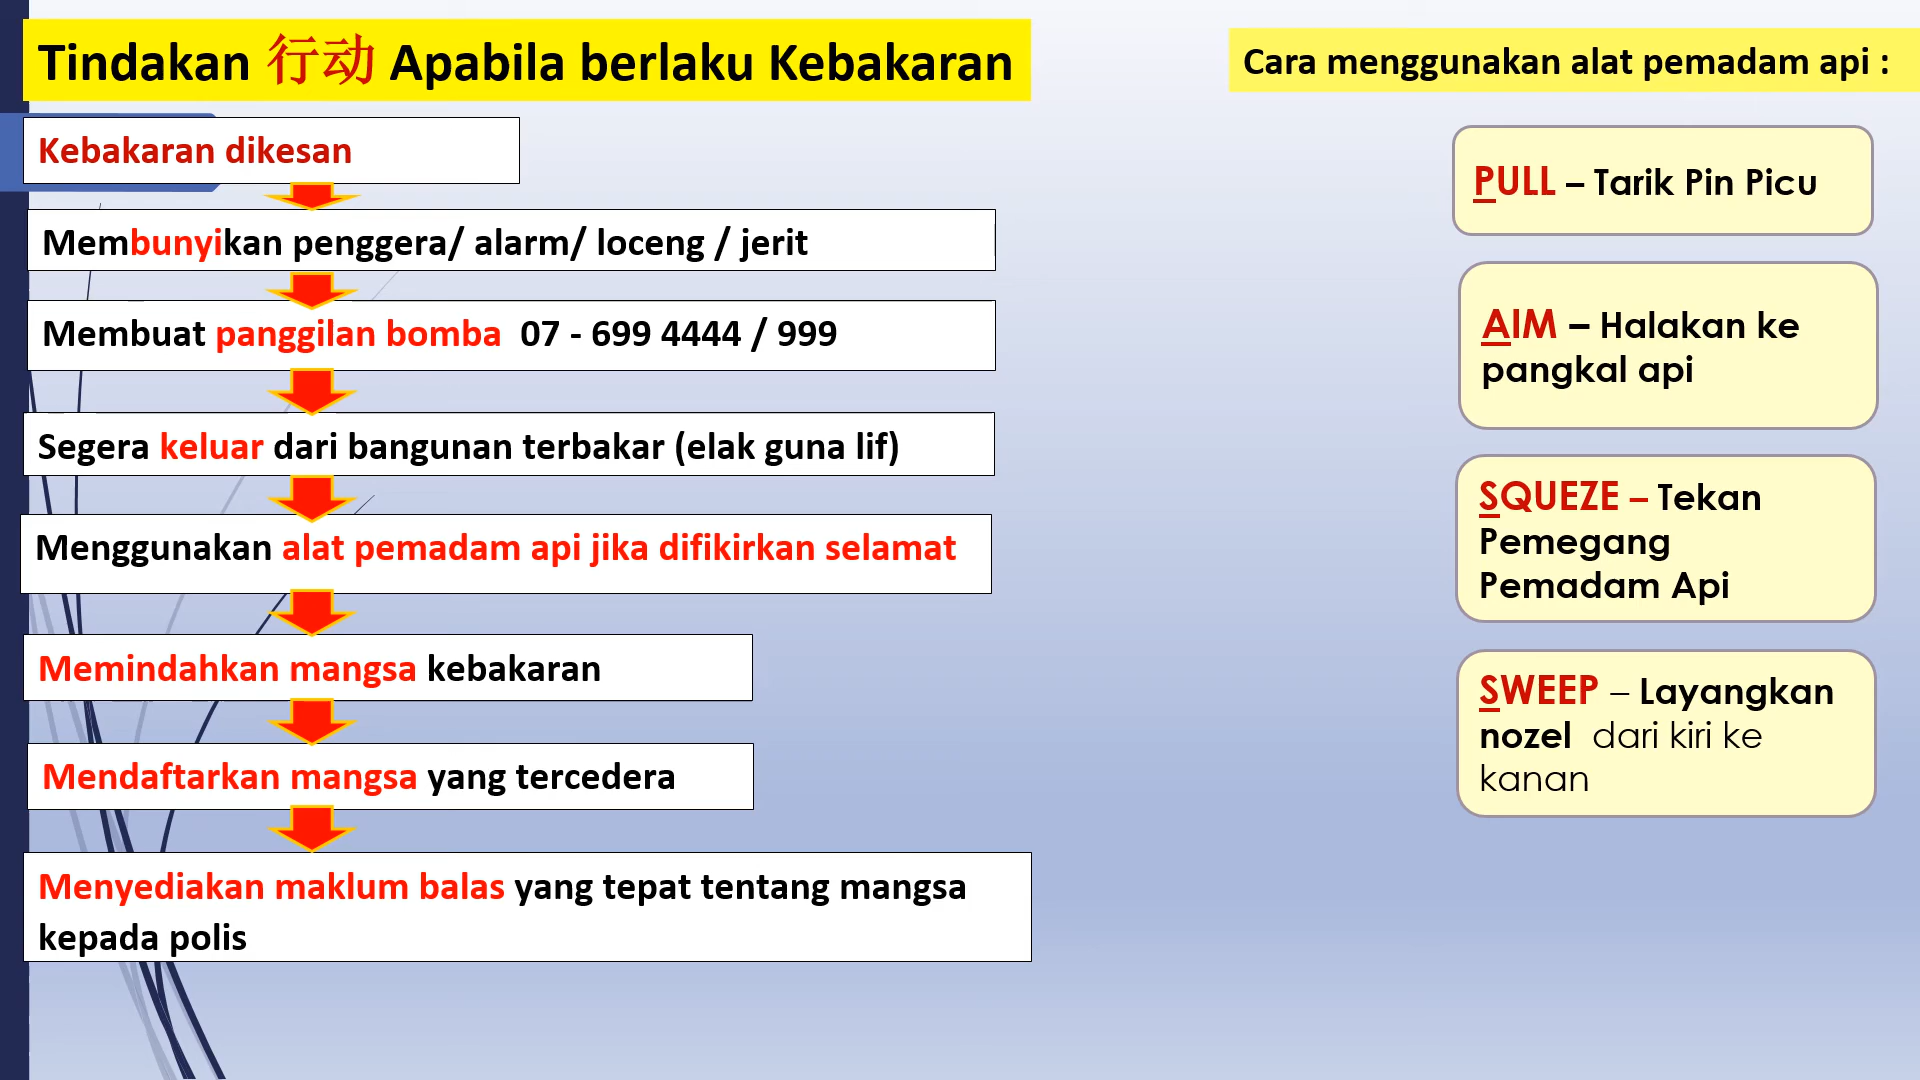 Tindakan 行动 Apabila berlaku Kebakaran
Kebakaran dikesan
Membunyikan penggera/ alarm/ loceng / jerit
Membuat panggilan bomba 07 - 699 4444 / 999
Segera keluar dari bangunan terbakar (elak guna lif)
Menggunakan alat pemadam api jika difikirkan selamat
Memindahkan mangsa kebakaran
Mendaftarkan mangsa yang tercedera
Menyediakan maklum balas yang tepat tentang mangsa
kepada polis
Cara menggunakan alat pemadam api :
PULL – Tarik Pin Picu
AIM – Halakan ke
pangkal api
SQUEZE – Tekan
Pemegang
Pemadam Api
SWEEP – Layangkan
nozel dari kiri ke
kanan